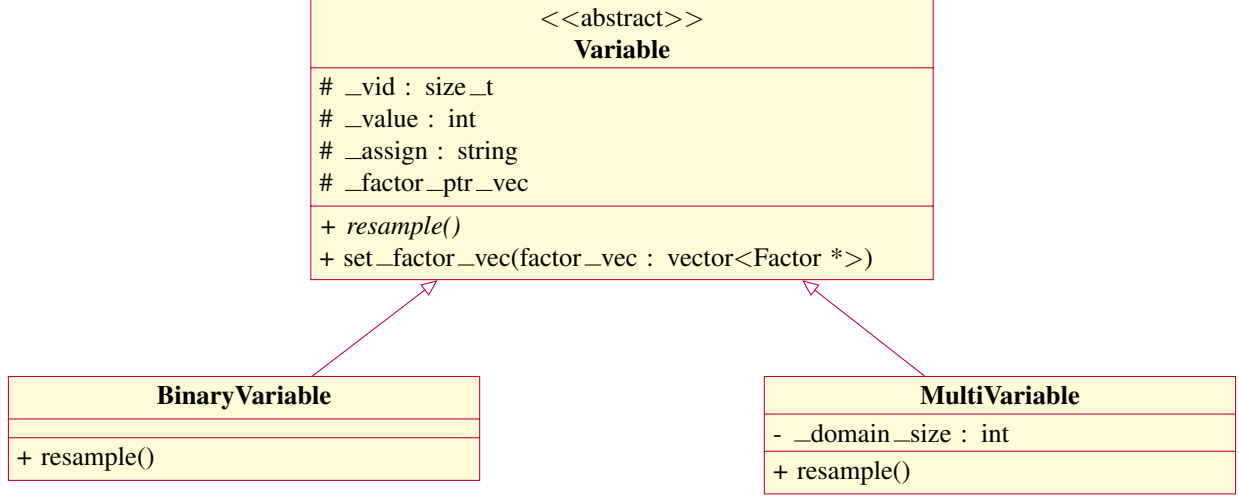 <<abstract>>
Variable
# _vid : size_t
# _value : int
# _assign : string
# _factor_ptr_vec
+ resample()
+ set_factor_vec(factor_vec : vector<Factor *>)
BinaryVariable
+ resample()
MultiVariable
- _domain_size : int
+ resample()